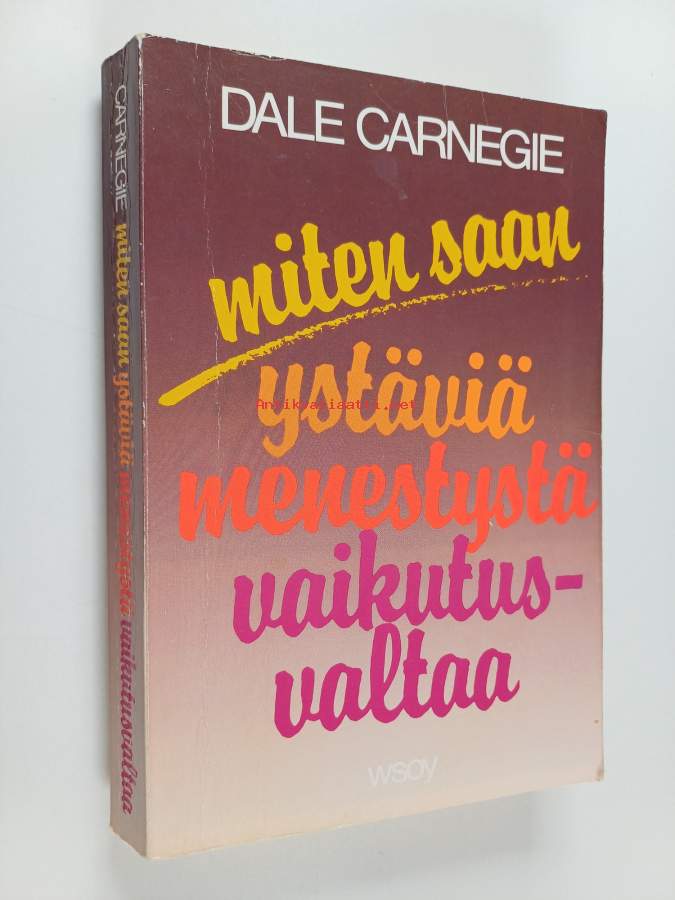 DALE CARNEGIE
miten saan
ystäviä
menestystä
vaikutus-
valtaa
wsoy
CARNEGIE miten saan ystäviä menestystä vaikutusvaltaa
Antikvariaatti.net